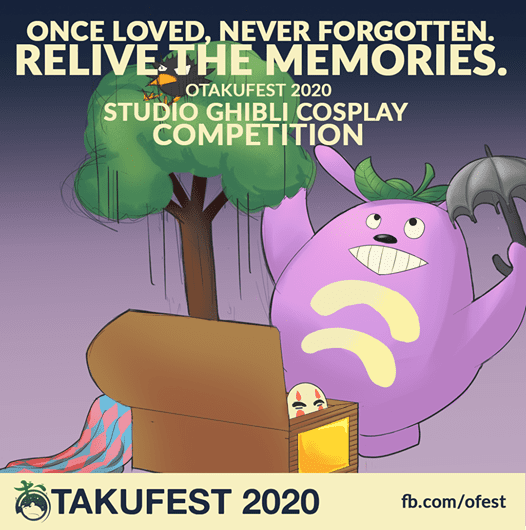 ONCE LOVED, NEVER FORGOTTEN.
RELIVE THE MEMORIES.
OTAKUFEST 2020
STUDIO GHIBLI COSPLAY
COMPETITION
TAKUFEST 2020
fb.com/ofest